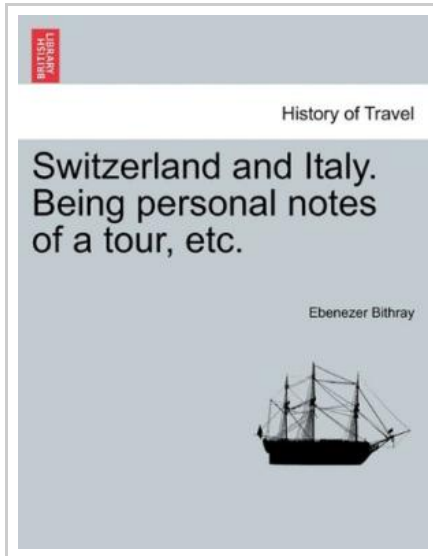 BRITISH
LIBRARY
History of Travel
Switzerland and Italy.
Being personal notes
of a tour, etc.
Ebenezer Bithray